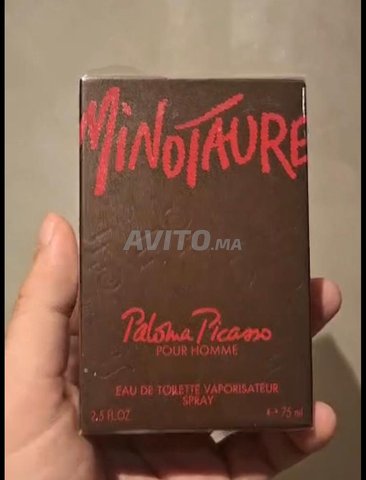 MINOTAURE
AVITO.MA
Paloma Picasso
POUR HOMME
EAU DE TOILETTE VAPORISATEUR
SPRAY
2,5 FL.OZ e 75 ml